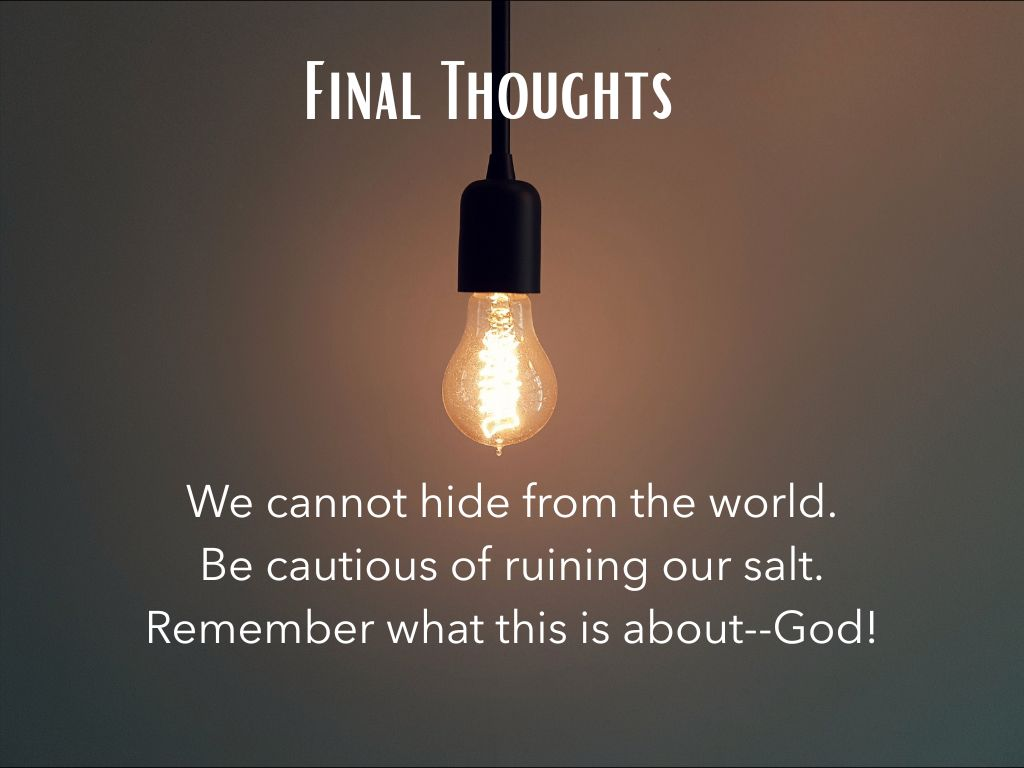 Final Thoughts
We cannot hide from the world.
Be cautious of ruining our salt.
Remember what this is about--God!